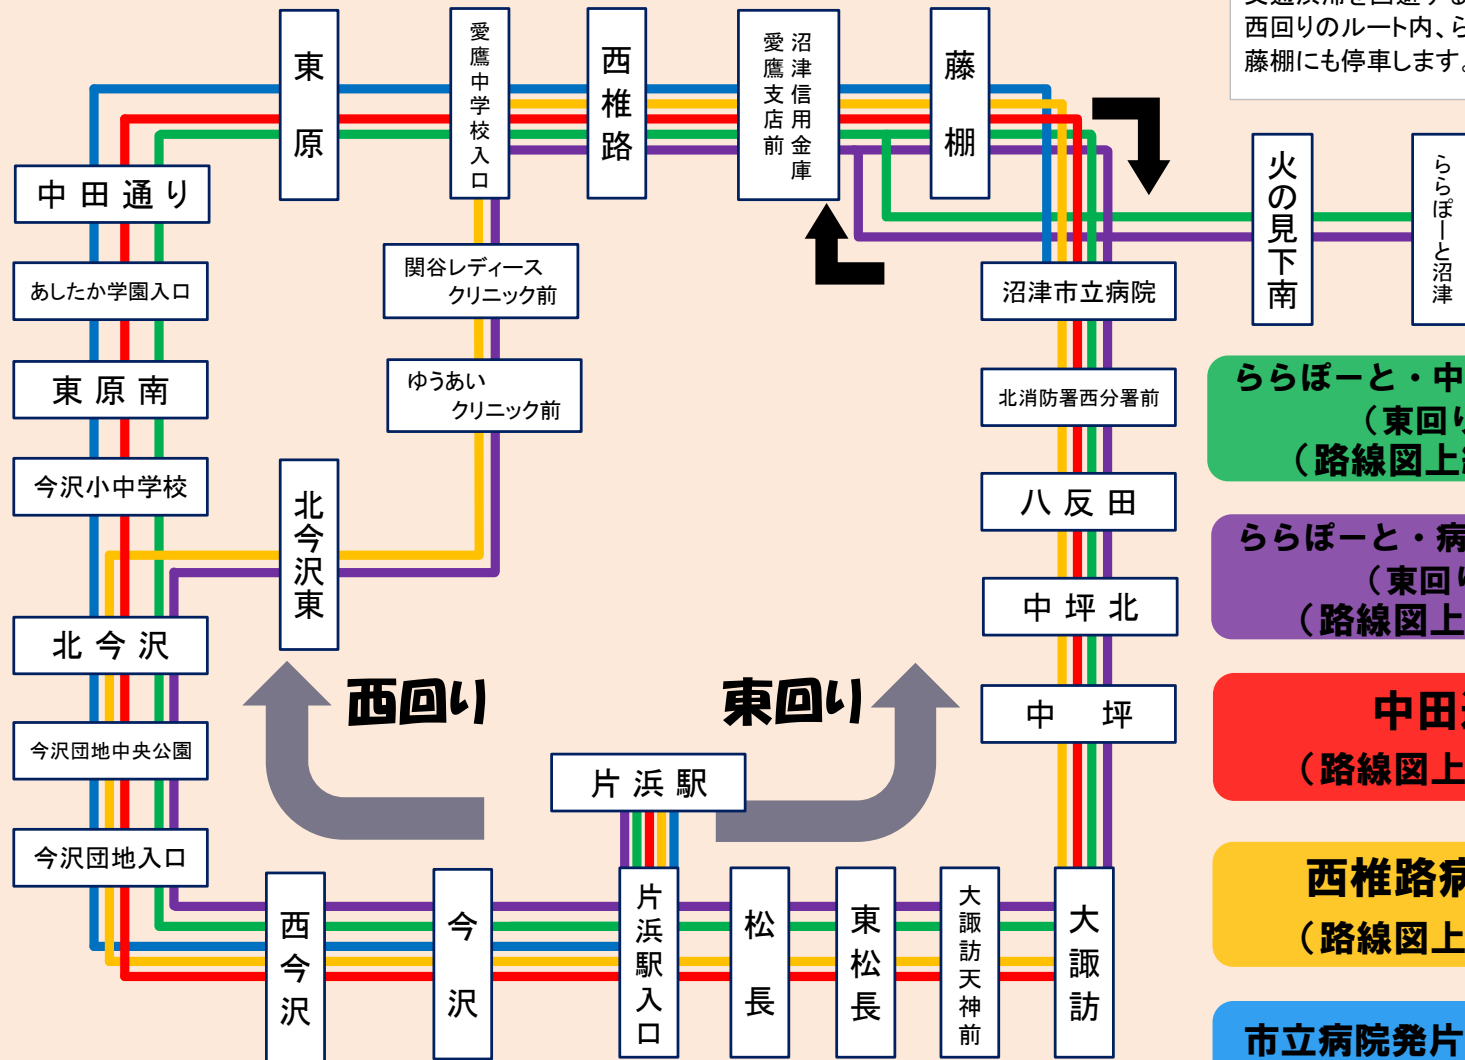 西回りのルート内、ら
藤棚にも停車します。
東原
愛鷹中学校入口
西椎路
沼津信用金庫
愛鷹支店前
藤棚
火の見下南
ららぽーと沼津
中田通り
あしたか学園入口
東原南
今沢小中学校
北今沢
今沢団地中央公園
今沢団地入口
関谷レディース
クリニック前
ゆうあい
クリニック前
北今沢東
沼津市立病院
北消防署西分署前
八反田
中坪北
中坪
西回り
東回り
片浜駅
西今沢
今沢
片浜駅入口
松長
東松長
大諏訪天神前
大諏訪
ららぽーと・中
（東回り
（路線図上
ららぽーと・病
（東回り
（路線図上
中田
（路線図上
西椎路病
（路線図上
市立病院発片